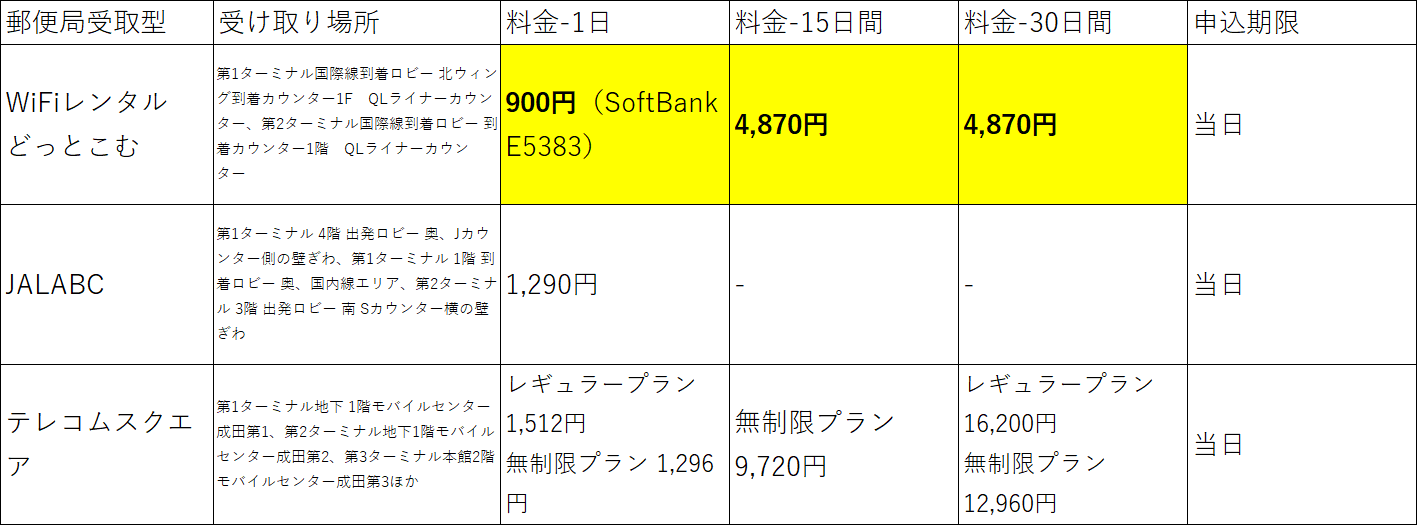 郵便局受取型
受け取り場所
料金-1日
料金-15日間
料金-30日間
申込期限
WiFiレンタル
どっとこむ
第1ターミナル国際線到着ロビー 北ウィン
グ到着カウンター1F　QLライナーカウン
ター、第2ターミナル国際線到着ロビー 到
着カウンター1階　QLライナーカウン
ター
900円（SoftBank
E5383）
4,870円
4,870円
当日
JALABC
第1ターミナル 4階 出発ロビー 奥、Jカウ
ンター側の壁ぎわ、第1ターミナル 1階 到
着ロビー 奥、国内線エリア、第2ターミナ
ル 3階 出発ロビー 南 Sカウンター横の壁
ぎわ
1,290円
-
-
当日
テレコムスクエ
ア
第1ターミナル地下 1階モバイルセンター
成田第1、第2ターミナル地下1階モバイル
センター成田第2、第3ターミナル本館2階
モバイルセンター成田第3ほか
レギュラープラン
1,512円
無制限プラン 1,296
円
無制限プラン
9,720円
レギュラープラン
16,200円
無制限プラン
12,960円
当日